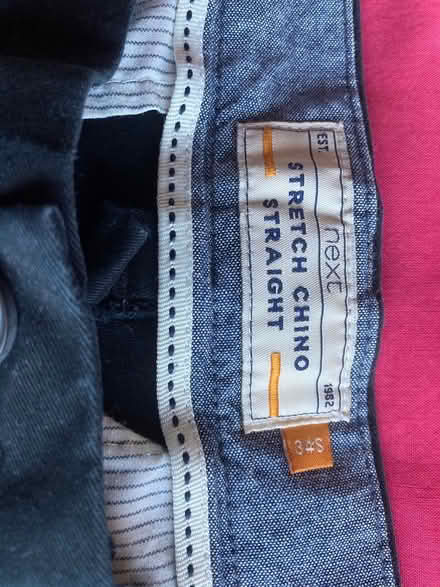 EST.
next
1982
STRETCH CHINO
STRAIGHT
34S